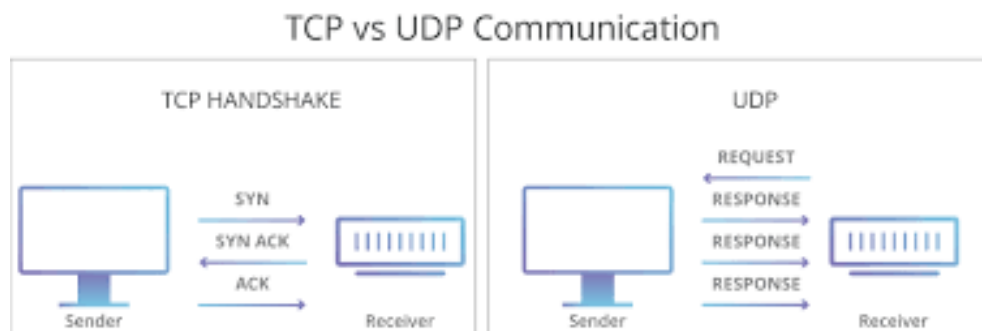 TCP vs UDP Communication
TCP HANDSHAKE
SYN
SYN ACK
ACK
Sender
Receiver
UDP
REQUEST
RESPONSE
RESPONSE
RESPONSE
Sender
Receiver